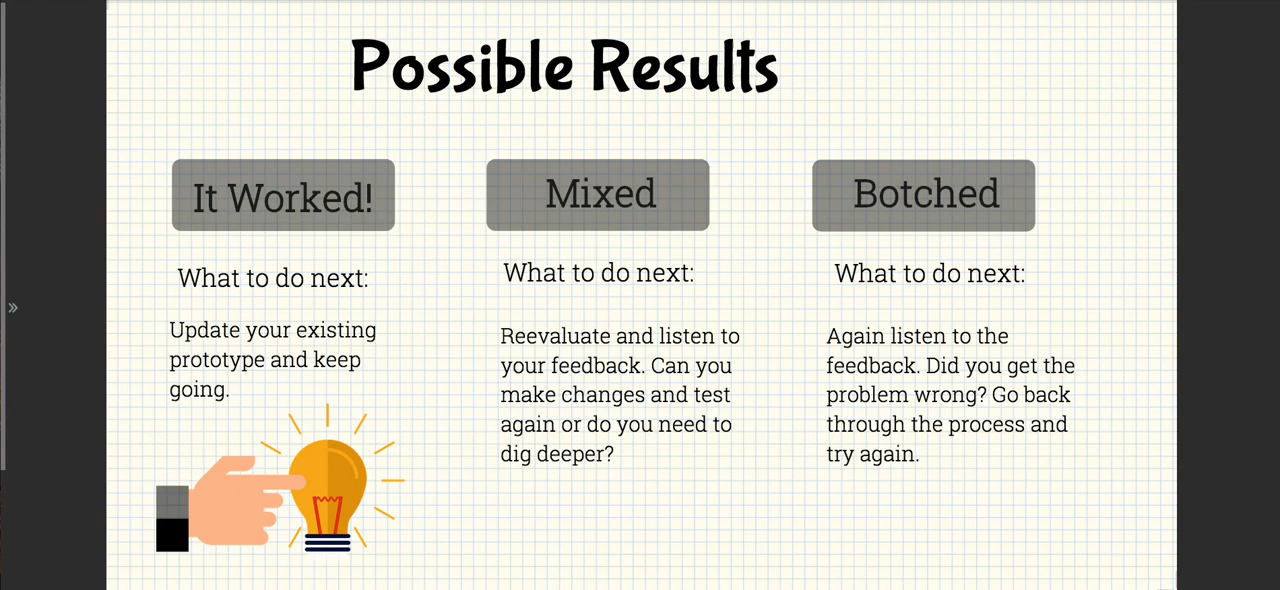 Possible Results
It Worked!
What to do next:
Update your existing
prototype and keep
going.
Mixed
What to do next:
Reevaluate and listen to
your feedback. Can you
make changes and test
again or do you need to
dig deeper?
Botched
What to do next:
Again listen to the
feedback. Did you get the
problem wrong? Go back
through the process and
try again.